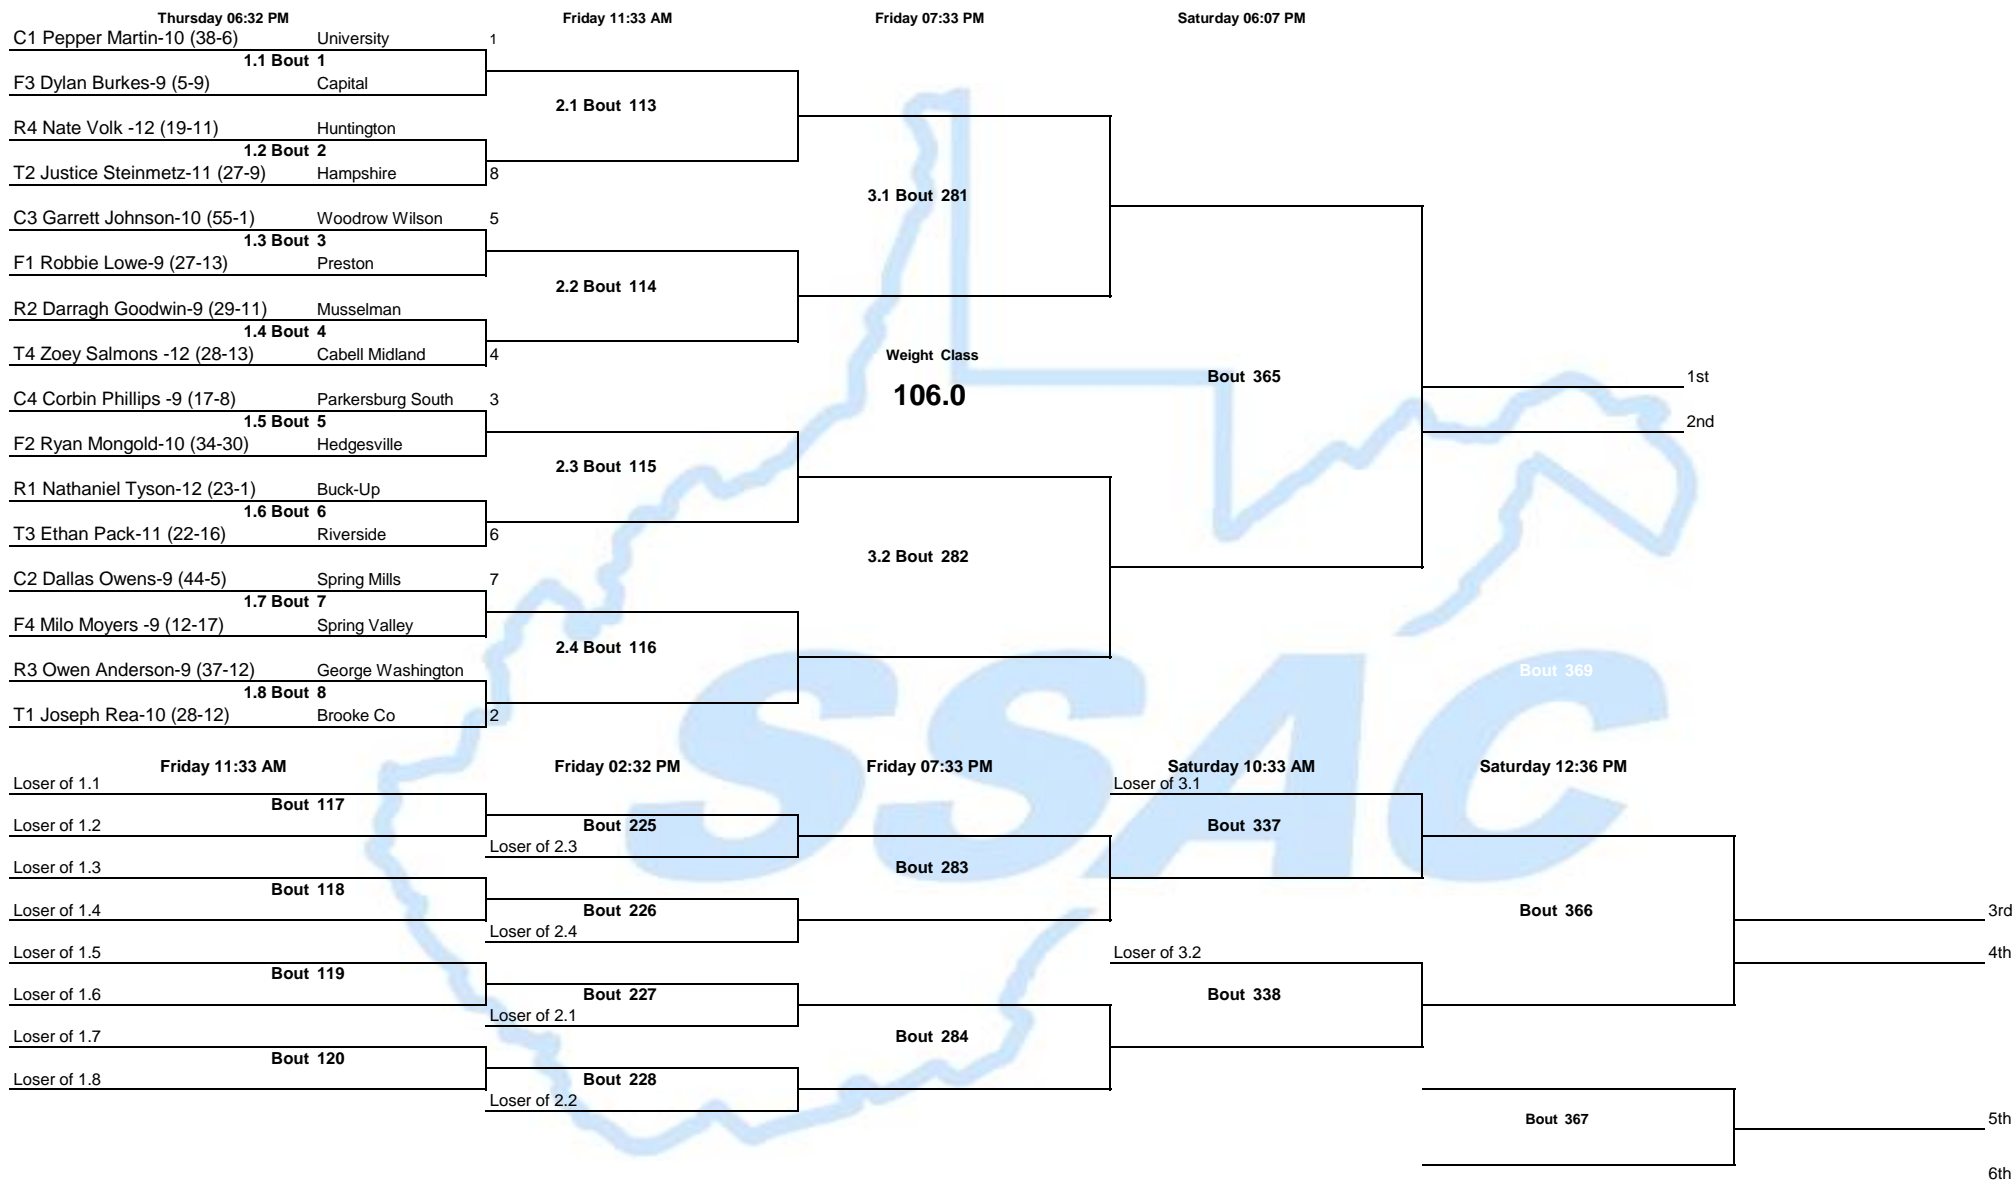 Thursday 06:32 PM Friday 11:33 AM Friday 07:33 PM Saturday 06:07 PM
C1 Pepper Martin-10 (38-6) University 1
1.1 Bout 1
F3 Dylan Burkes-9 (5-9) Capital
2.1 Bout 113
R4 Nate Volk -12 (19-11) Huntington
1.2 Bout 2
T2 Justice Steinmetz-11 (27-9) Hampshire 8
3.1 Bout 281
C3 Garrett Johnson-10 (55-1) Woodrow Wilson 5
1.3 Bout 3
F1 Robbie Lowe-9 (27-13) Preston
2.2 Bout 114
R2 Darragh Goodwin-9 (29-11) Musselman
1.4 Bout 4
T4 Zoey Salmons -12 (28-13) Cabell Midland 4
Weight Class
Bout 365 1st
106.0
C4 Corbin Phillips -9 (17-8) Parkersburg South 3
1.5 Bout 5 2nd
F2 Ryan Mongold-10 (34-30) Hedgesville
2.3 Bout 115
R1 Nathaniel Tyson-12 (23-1) Buck-Up
1.6 Bout 6
T3 Ethan Pack-11 (22-16) Riverside 6
3.2 Bout 282
C2 Dallas Owens-9 (44-5) Spring Mills 7
1.7 Bout 7
F4 Milo Moyers -9 (12-17) Spring Valley
2.4 Bout 116
R3 Owen Anderson-9 (37-12) George Washington Bout 369
1.8 Bout 8
T1 Joseph Rea-10 (28-12) Brooke Co 2
SSAC
Friday 11:33 AM Friday 02:32 PM Friday 07:33 PM Saturday 10:33 AM Saturday 12:36 PM
Loser of 1.1 Loser of 3.1
Bout 117
Loser of 1.2 Bout 225 Bout 337
Loser of 2.3
Loser of 1.3 Bout 283
Bout 118
Loser of 1.4 Bout 226 Bout 366 3rd
Loser of 2.4
Loser of 1.5 Loser of 3.2 4th
Bout 119
Loser of 1.6 Bout 227 Bout 338
Loser of 2.1
Loser of 1.7 Bout 284
Bout 120
Loser of 1.8 Bout 228
Loser of 2.2
Bout 367 5th
6th